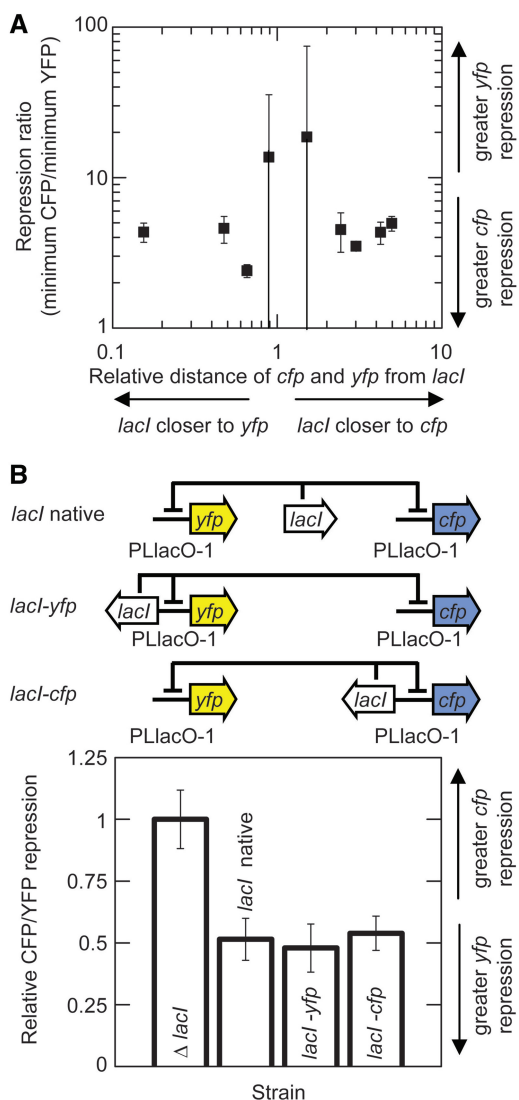 A
100
10
1
Repression ratio
(minimum CFP/minimum YFP)
greater yfp
repression
greater cfp
repression
0.1 1 10
Relative distance of cfp and yfp from lacI
lacI closer to yfp lacI closer to cfp
B
lacI native
yfp lacI cfp
PLlacO-1 PLlacO-1
lacI-yfp
lacI yfp cfp
PLlacO-1 PLlacO-1
lacI-cfp
yfp lacI cfp
PLlacO-1 PLlacO-1
1.25
1
0.75
0.5
0.25
0
Relative CFP/YFP repression
Δ lacI
lacI native
lacI -yfp
lacI -cfp
greater cfp
repression
greater yfp
repression
Strain